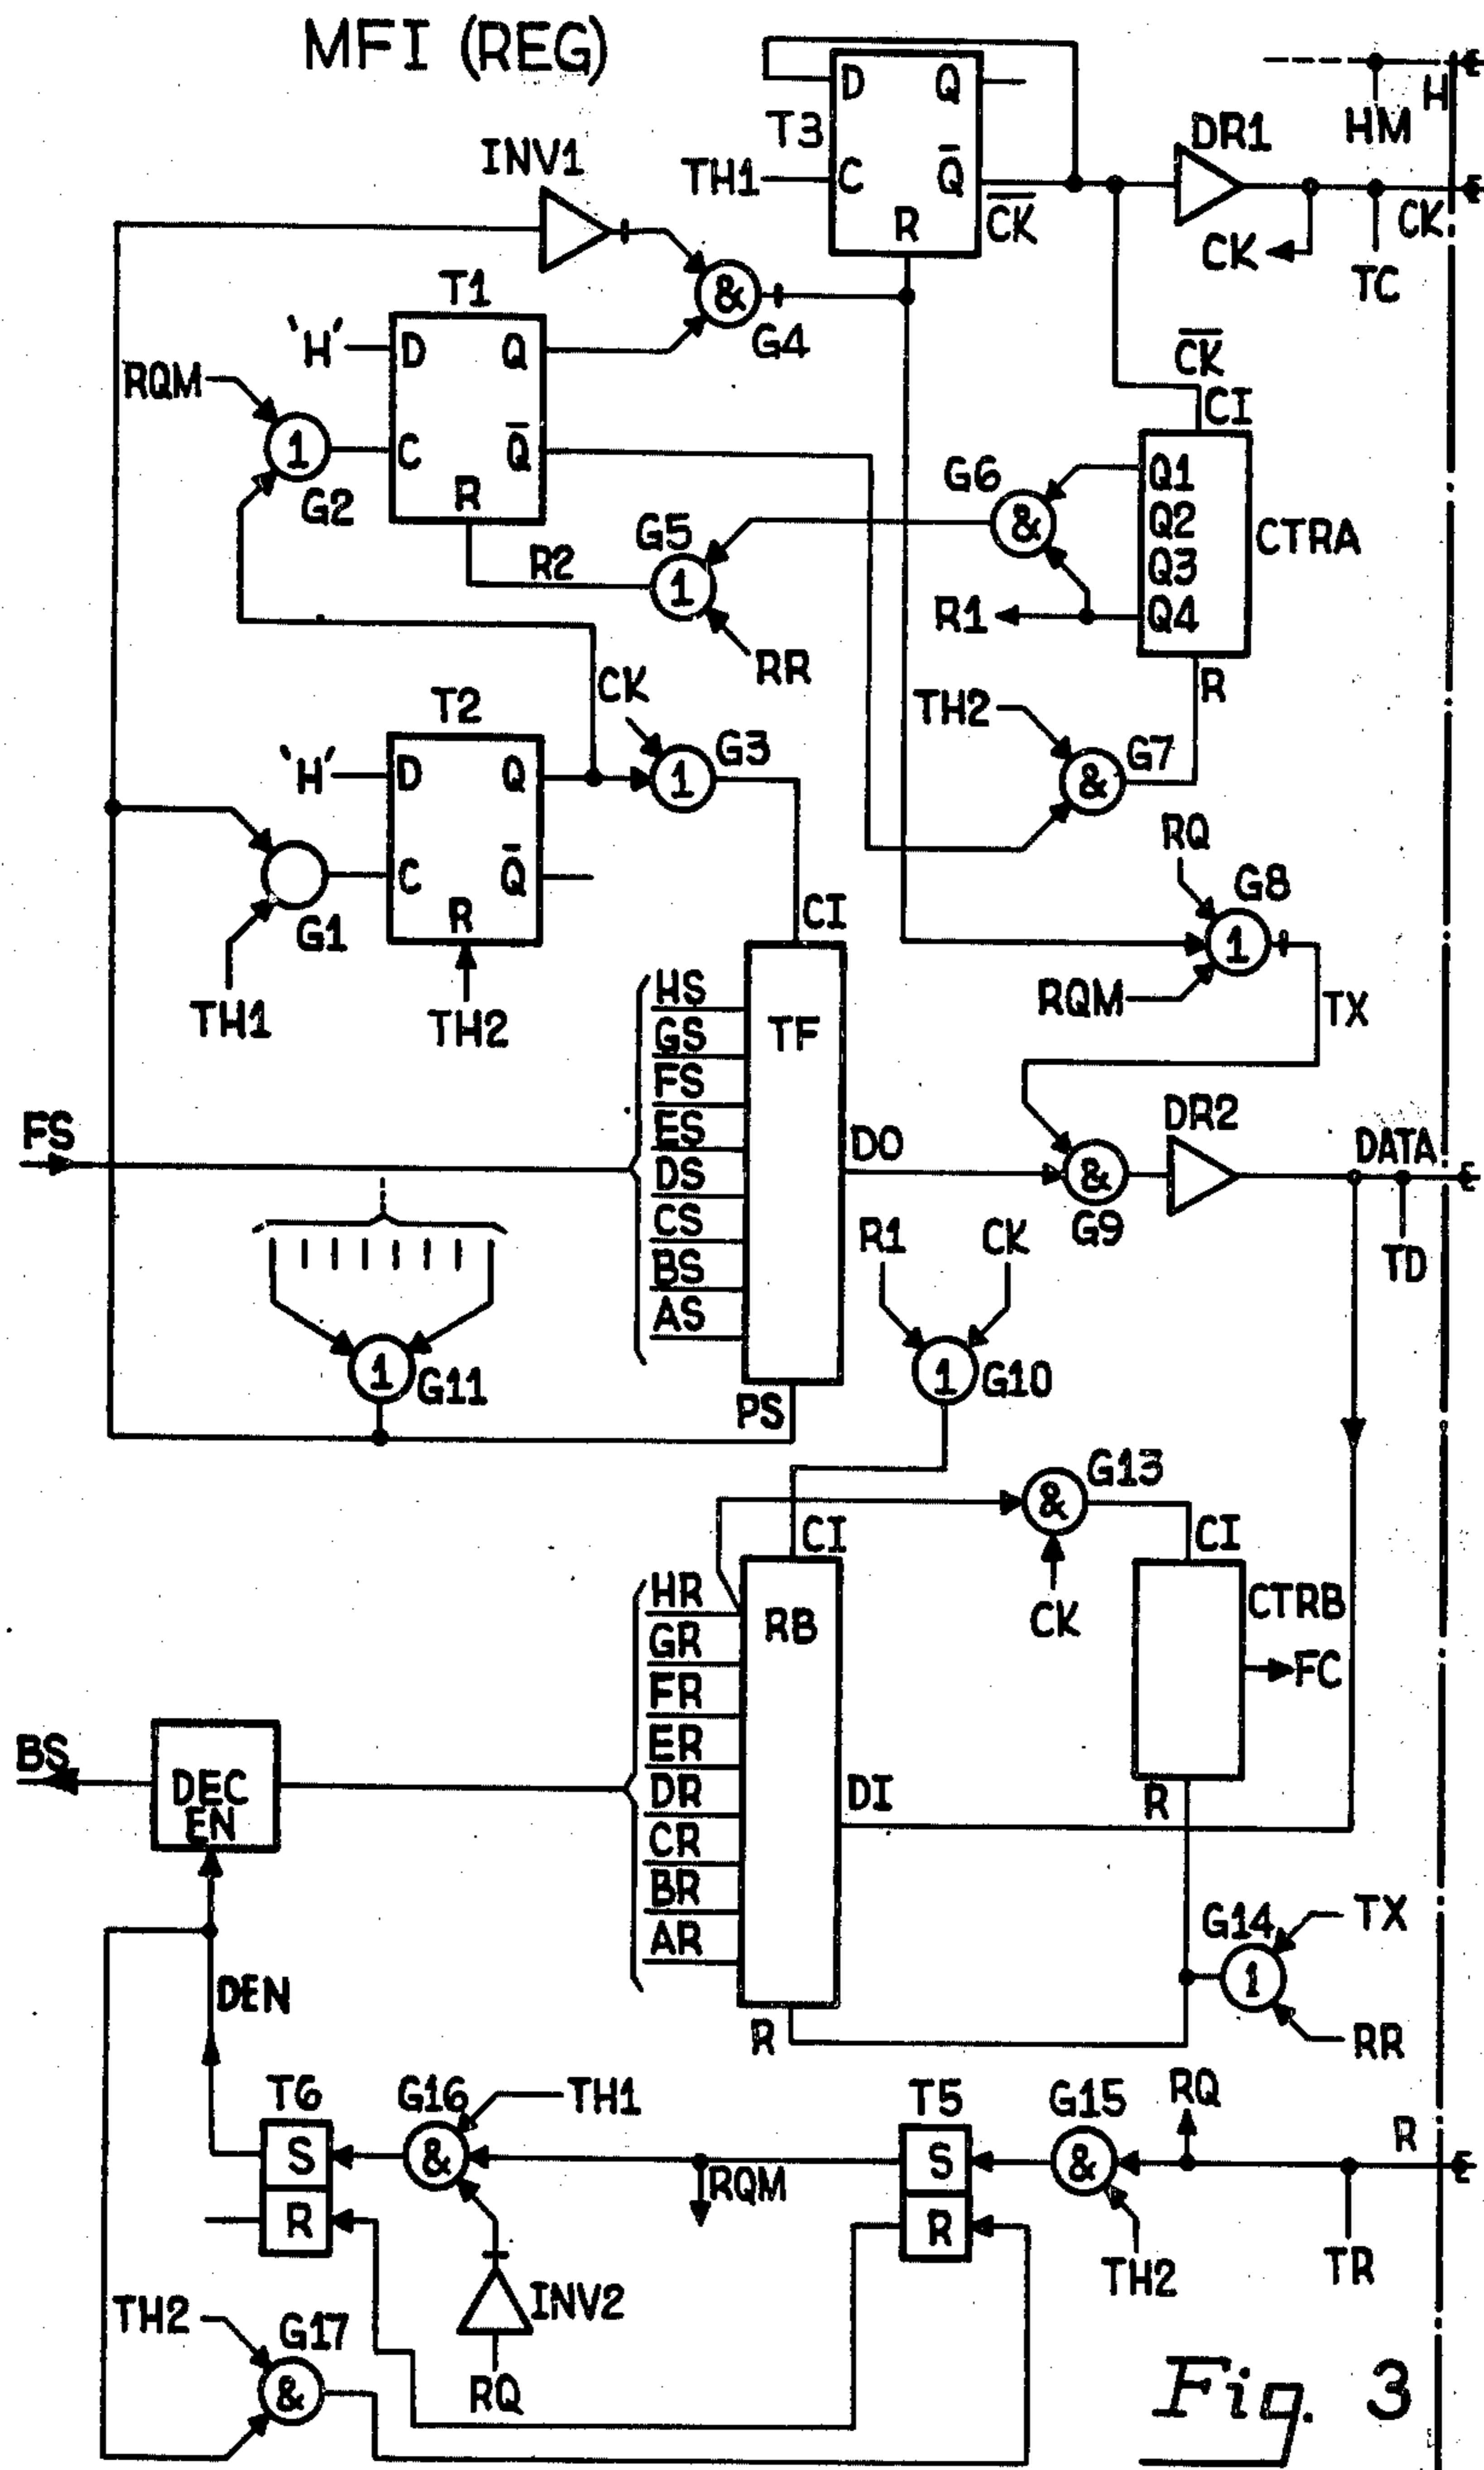 MFI (REG)
D Q
T3
TH1 C Q̅
R
C̅K̅
DR1
HM
H
CK
CK
TC
INV1
&
G4
T1
'H' D Q
RQM
1
G2
C Q̅
R
R2
G5
1
RR
C̅K̅
CI
G6
&
Q1
Q2
Q3
Q4
CTRA
R1
R
TH2
G7
&
T2
'H' D Q
CK
1
G3
C Q̅
R
G1
TH1
TH2
CI
RQ
G8
1
RQM
TX
HS
GS
FS
ES
DS
CS
BS
AS
TF
FS
DO
&
G9
DR2
DATA
TD
R1
CK
1
G10
1
G11
PS
G13
&
CK
CI
CI
HR
GR
FR
ER
DR
CR
BR
AR
RB
CTRB
FC
BS
DEC
EN
DI
R
DEN
R
G14
1
TX
RR
T6
S
R
G16
&
TH1
RQM
T5
S
R
G15
&
RQ
R
TH2
TR
INV2
RQ
TH2
G17
&
Fig. 3